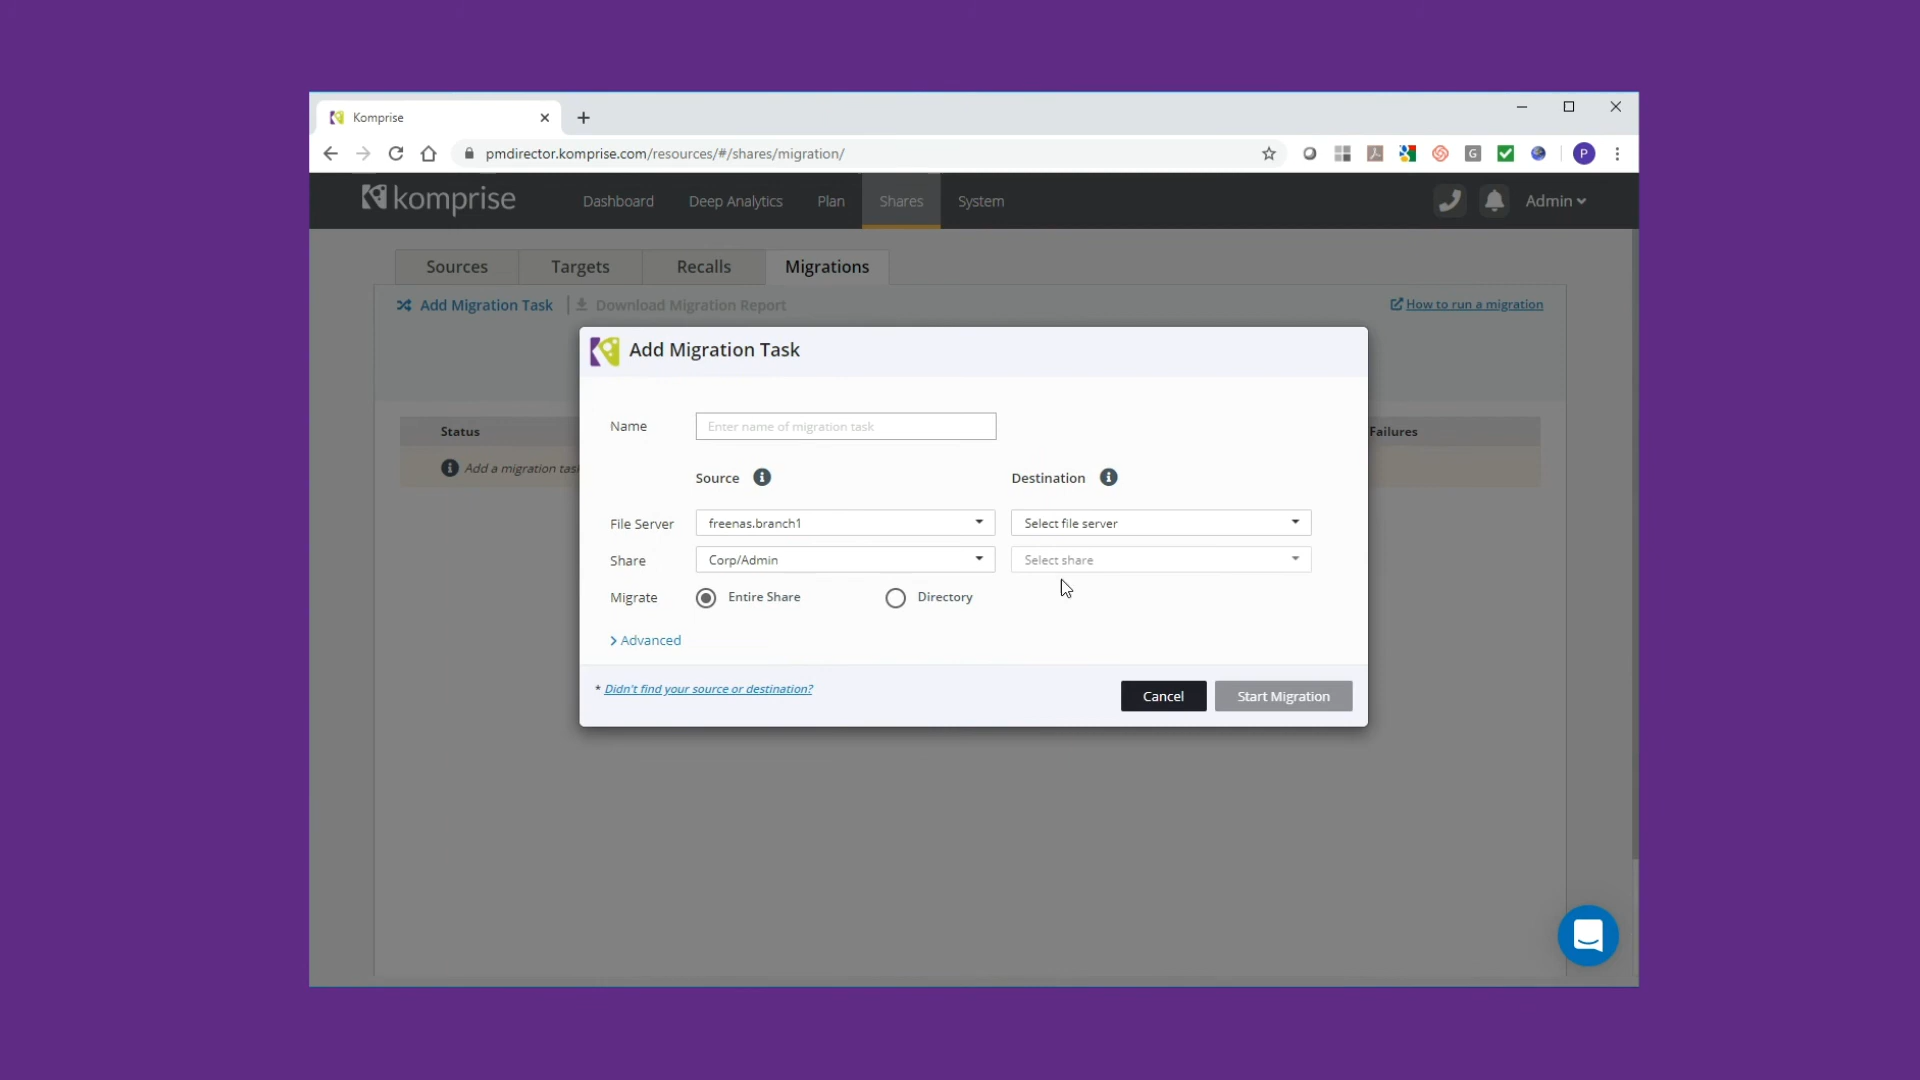 Komprise
pmdirector.komprise.com/resources/#/shares/migration/
G
P
komprise
Dashboard
Deep Analytics
Plan
Shares
System
Admin
Sources
Targets
Recalls
Migrations
Add Migration Task
Download Migration Report
How to run a migration
Add Migration Task
Name
Enter name of migration task
Status
Failures
Add a migration tas
Source
Destination
File Server
freenas.branch1
Select file server
Share
Corp/Admin
Select share
Migrate
Entire Share
Directory
> Advanced
* Didn't find your source or destination?
Cancel
Start Migration